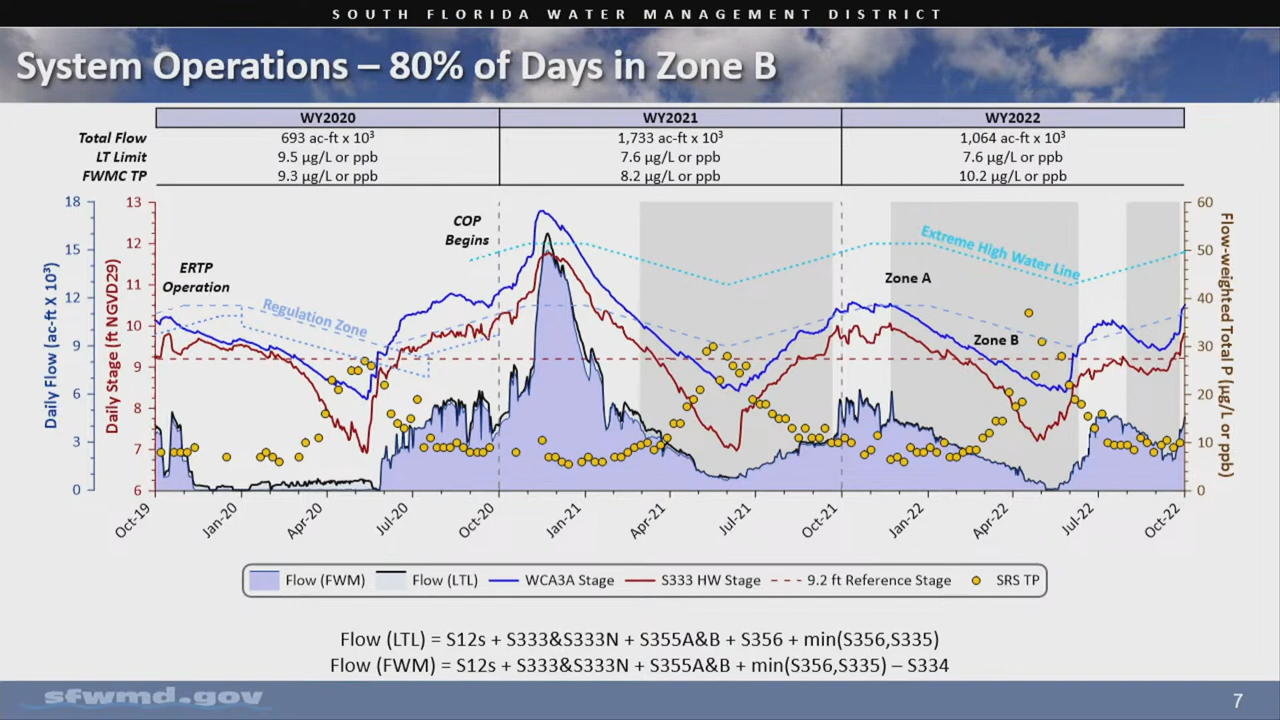 SOUTH FLORIDA WATER MANAGEMENT DISTRICT
System Operations – 80% of Days in Zone B
WY2020 WY2021 WY2022
Total Flow 693 ac-ft x 10³ 1,733 ac-ft x 10³ 1,064 ac-ft x 10³
LT Limit 9.5 µg/L or ppb 7.6 µg/L or ppb 7.6 µg/L or ppb
FWMC TP 9.3 µg/L or ppb 8.2 µg/L or ppb 10.2 µg/L or ppb
Daily Flow (ac-ft X 10³)
18
15
12
9
6
3
0
Daily Stage (ft NGVD29)
13
12
11
10
9
8
7
6
ERTP
Operation
Regulation Zone
COP
Begins
Extreme High Water Line
Zone A
Zone B
60
50
40
30
20
10
0
Flow-weighted Total P (µg/L or ppb)
Oct-19 Jan-20 Apr-20 Jul-20 Oct-20 Jan-21 Apr-21 Jul-21 Oct-21 Jan-22 Apr-22 Jul-22 Oct-22
Flow (FWM) Flow (LTL) WCA3A Stage S333 HW Stage 9.2 ft Reference Stage SRS TP
Flow (LTL) = S12s + S333&S333N + S355A&B + S356 + min(S356,S335)
Flow (FWM) = S12s + S333&S333N + S355A&B + min(S356,S335) – S334
sfwmd.gov
7